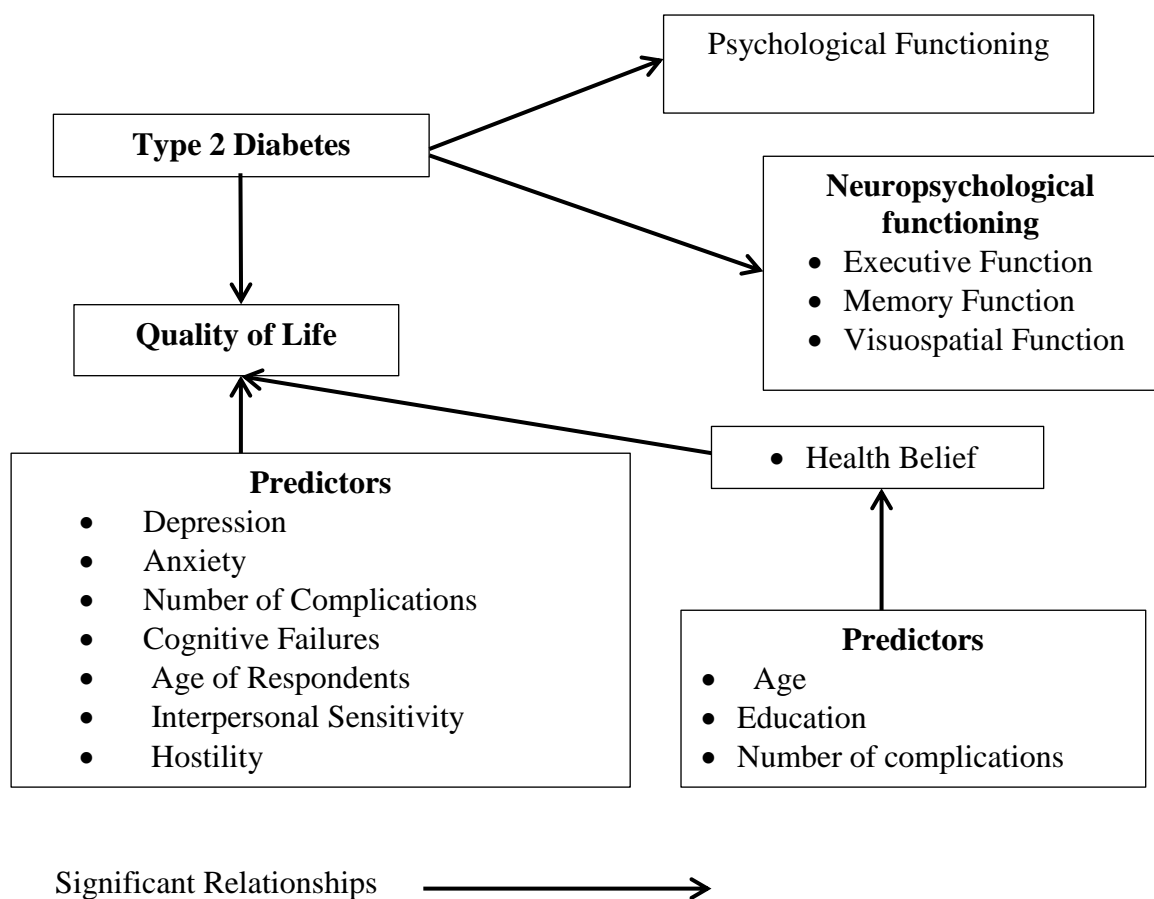 Psychological Functioning
Type 2 Diabetes
Neuropsychological
functioning
• Executive Function
• Memory Function
• Visuospatial Function
Quality of Life
• Health Belief
Predictors
• Depression
• Anxiety
• Number of Complications
• Cognitive Failures
• Age of Respondents
• Interpersonal Sensitivity
• Hostility
Predictors
• Age
• Education
• Number of complications
Significant Relationships